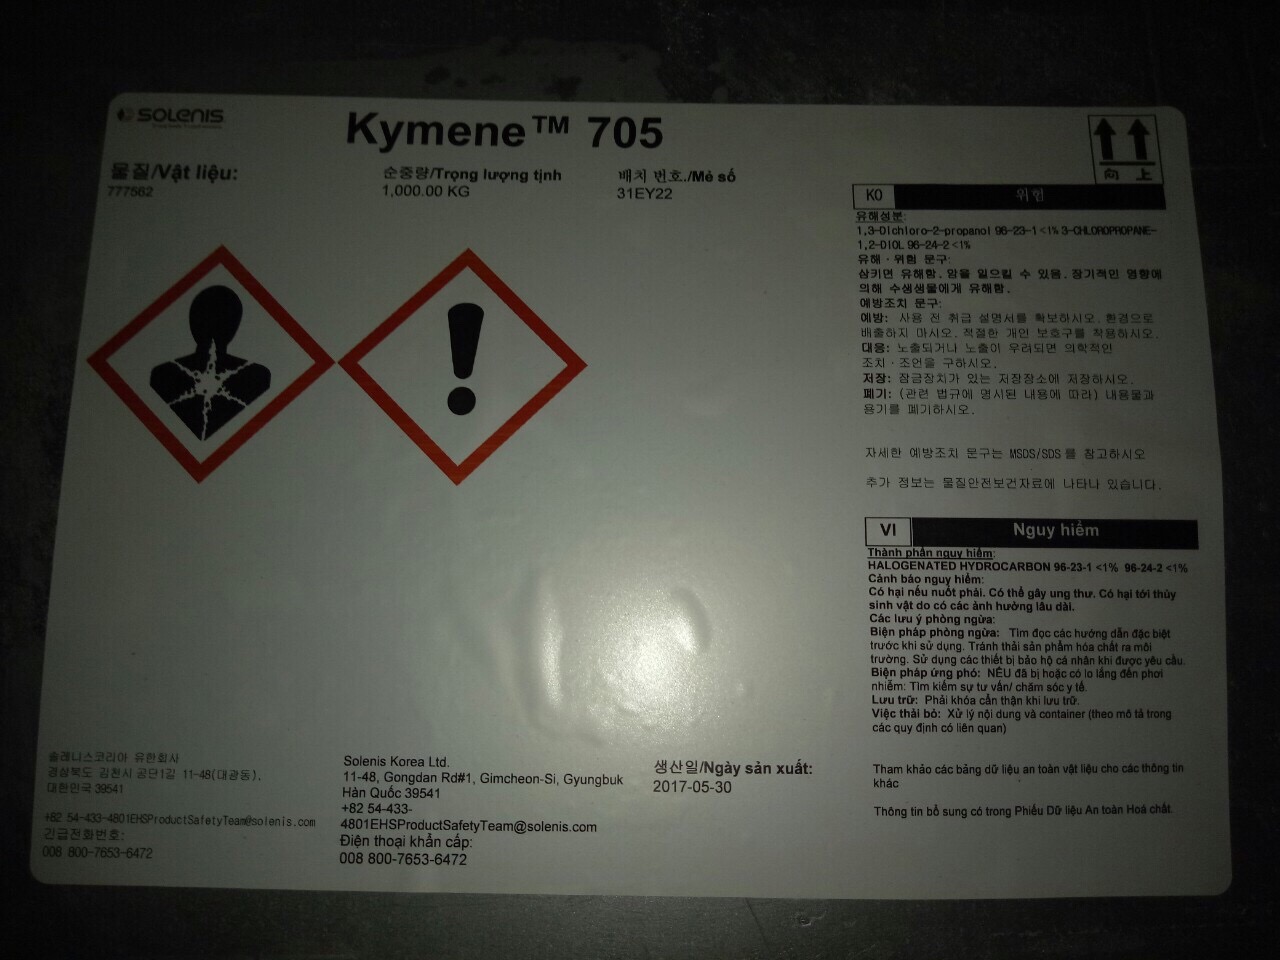 SOLENIS
Kymene™ 705
向 上
물질/Vật liệu:
777562
순중량/Trọng lượng tịnh
1,000.00 KG
배치 번호./Mẻ số
31EY22
KO 위험
유해성분:
1,3-Dichloro-2-propanol 96-23-1 <1% 3-CHLOROPROPANE-
1,2-DIOL 96-24-2 <1%
유해 · 위험 문구:
삼키면 유해함. 암을 일으킬 수 있음. 장기적인 영향에
의해 수생생물에게 유해함.
예방조치 문구:
예방: 사용 전 취급 설명서를 확보하시오. 환경으로
배출하지 마시오. 적절한 개인 보호구를 착용하시오.
대응: 노출되거나 노출이 우려되면 의학적인
조치 · 조언을 구하시오.
저장: 잠금장치가 있는 저장장소에 저장하시오.
폐기: (관련 법규에 명시된 내용에 따라) 내용물과
용기를 폐기하시오.
자세한 예방조치 문구는 MSDS/SDS 를 참고하시오
추가 정보는 물질안전보건자료에 나타나 있습니다.
VI Nguy hiểm
Thành phần nguy hiểm:
HALOGENATED HYDROCARBON 96-23-1 <1% 96-24-2 <1%
Cảnh báo nguy hiểm:
Có hại nếu nuốt phải. Có thể gây ung thư. Có hại tới thủy
sinh vật do có các ảnh hưởng lâu dài.
Các lưu ý phòng ngừa:
Biện pháp phòng ngừa: Tìm đọc các hướng dẫn đặc biệt
trước khi sử dụng. Tránh thải sản phẩm hóa chất ra môi
trường. Sử dụng các thiết bị bảo hộ cá nhân khi được yêu cầu.
Biện pháp ứng phó: NẾU đã bị hoặc có lo lắng đến phơi
nhiễm: Tìm kiếm sự tư vấn/ chăm sóc y tế.
Lưu trữ: Phải khóa cẩn thận khi lưu trữ.
Việc thải bỏ: Xử lý nội dung và container (theo mô tả trong
các quy định có liên quan)
Tham khảo các bảng dữ liệu an toàn vật liệu cho các thông tin
khác
Thông tin bổ sung có trong Phiếu Dữ liệu An toàn Hoá chất.
솔레니스코리아 유한회사
경상북도 김천시 공단1길 11-48(대광동).
대한민국 39541
+82 54-433-4801EHSProductSafetyTeam@solenis.com
긴급전화번호:
008 800-7653-6472
Solenis Korea Ltd.
11-48, Gongdan Rd#1, Gimcheon-Si, Gyungbuk
Hàn Quốc 39541
+82 54-433-
4801EHSProductSafetyTeam@solenis.com
Điện thoại khẩn cấp:
008 800-7653-6472
생산일/Ngày sản xuất:
2017-05-30